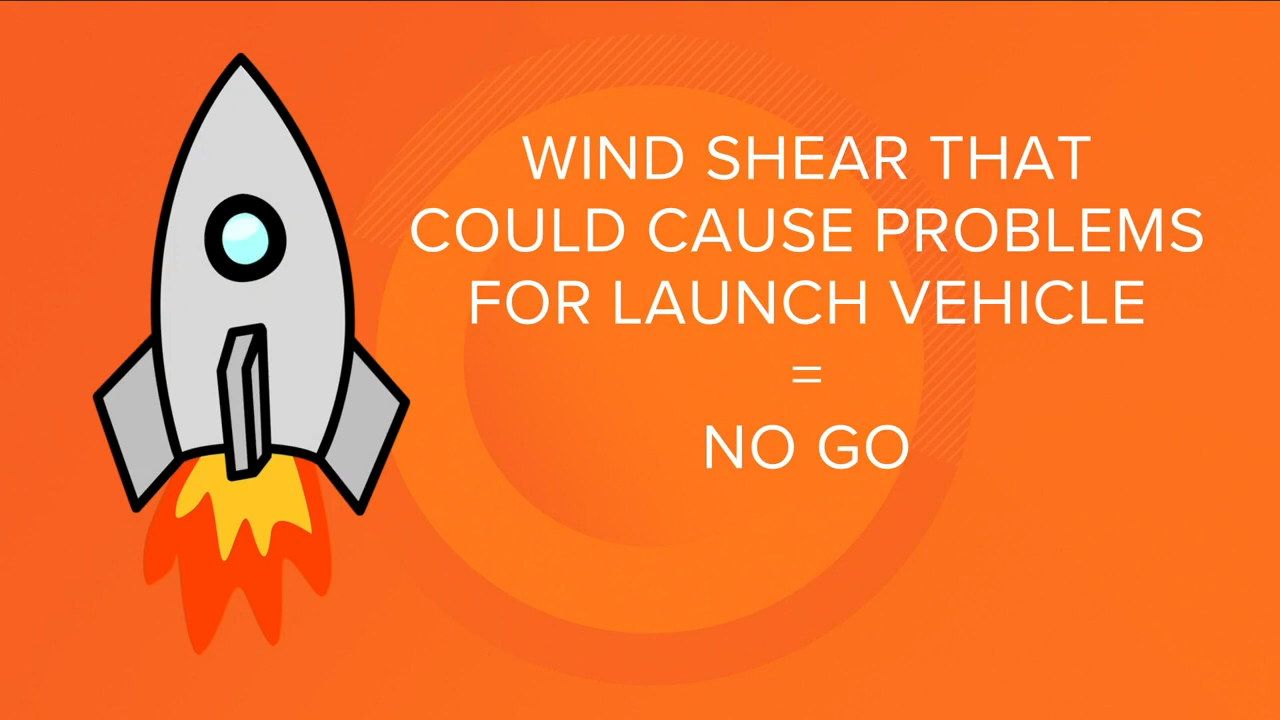 WIND SHEAR THAT
COULD CAUSE PROBLEMS
FOR LAUNCH VEHICLE
=
NO GO